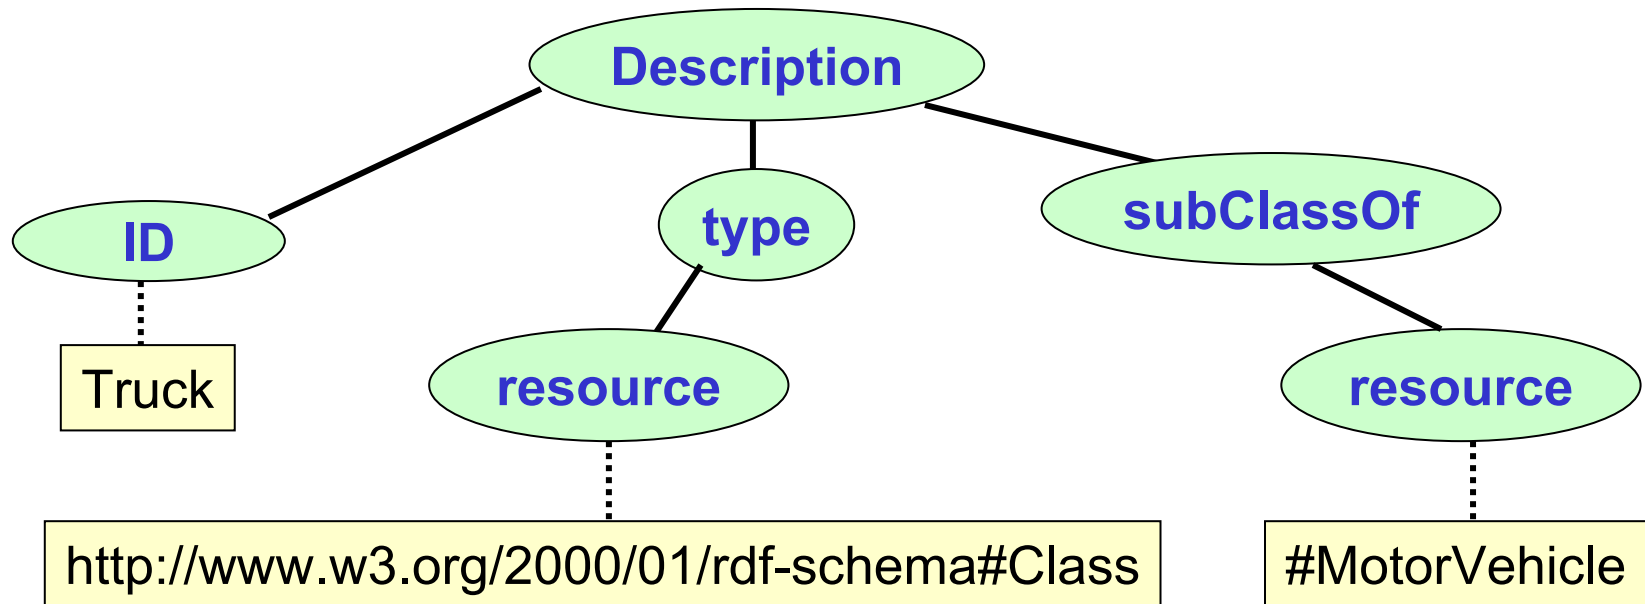 Description
ID
type
subClassOf
Truck
resource
resource
http://www.w3.org/2000/01/rdf-schema#Class
#MotorVehicle